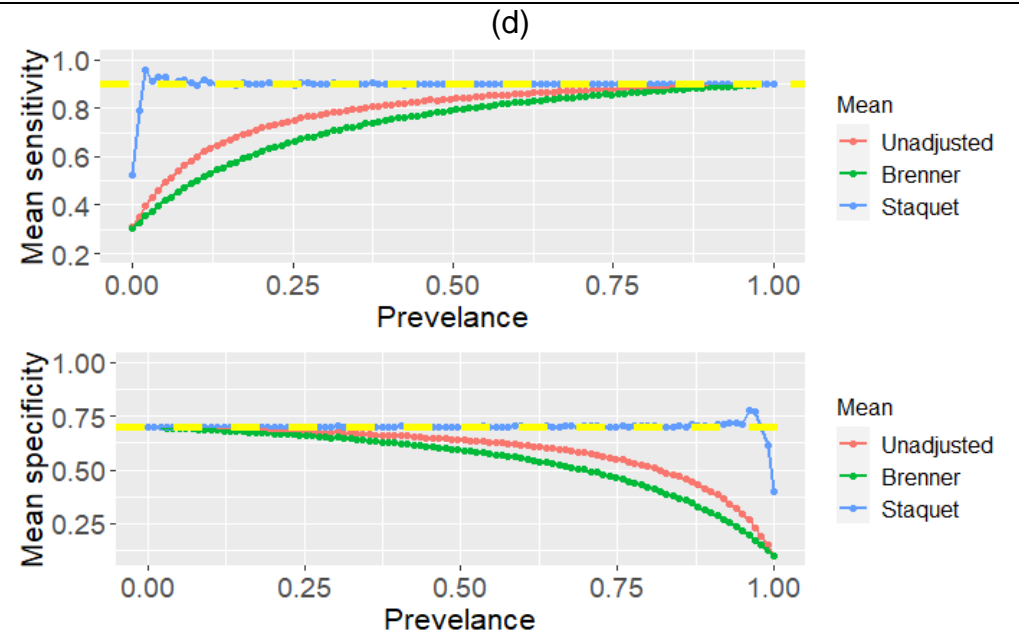 (d)
Mean sensitivity
1.0
0.8
0.6
0.4
0.2
0.00 0.25 0.50 0.75 1.00
Prevelance
Mean
Unadjusted
Brenner
Staquet
Mean specificity
1.00
0.75
0.50
0.25
0.00 0.25 0.50 0.75 1.00
Prevelance
Mean
Unadjusted
Brenner
Staquet